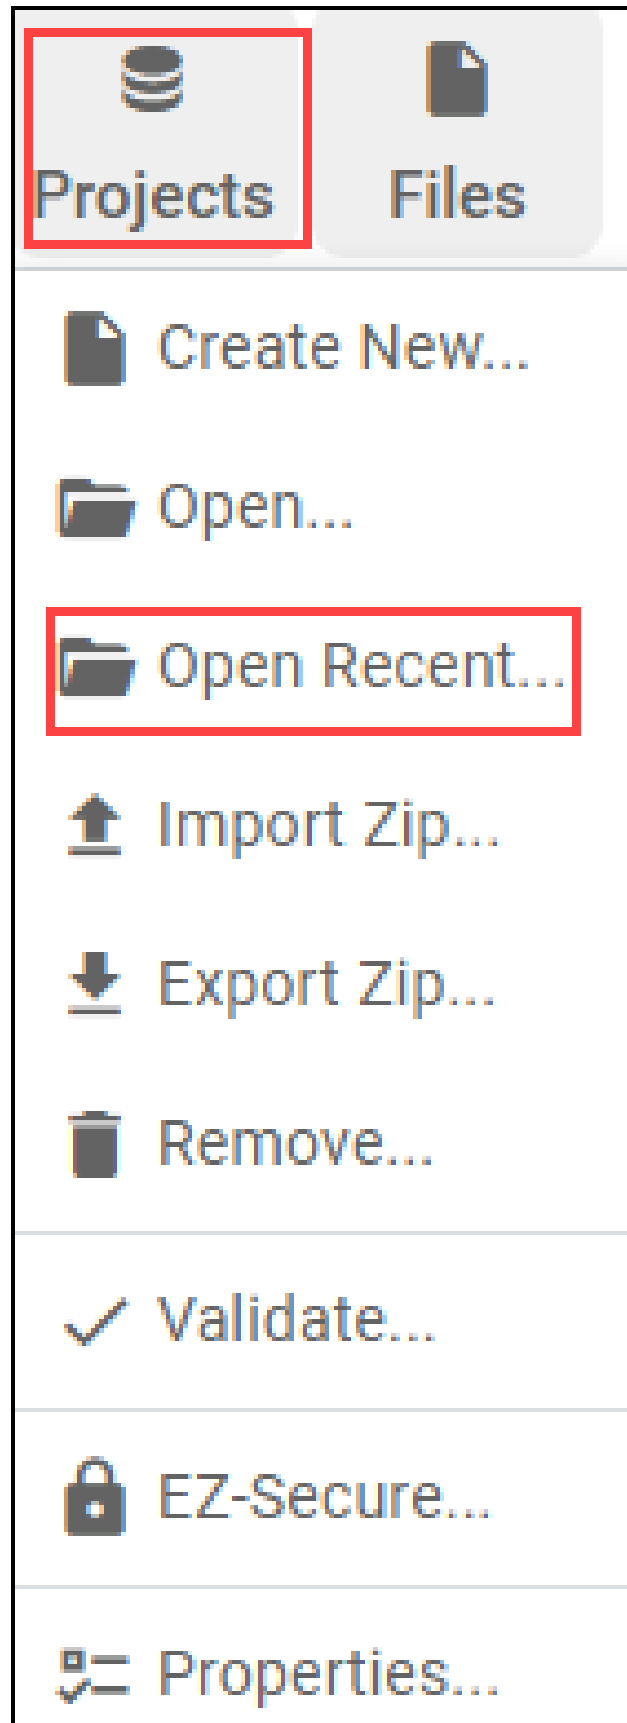 Projects Files
Create New...
Open...
Open Recent...
Import Zip...
Export Zip...
Remove...
Validate...
EZ-Secure...
Properties...